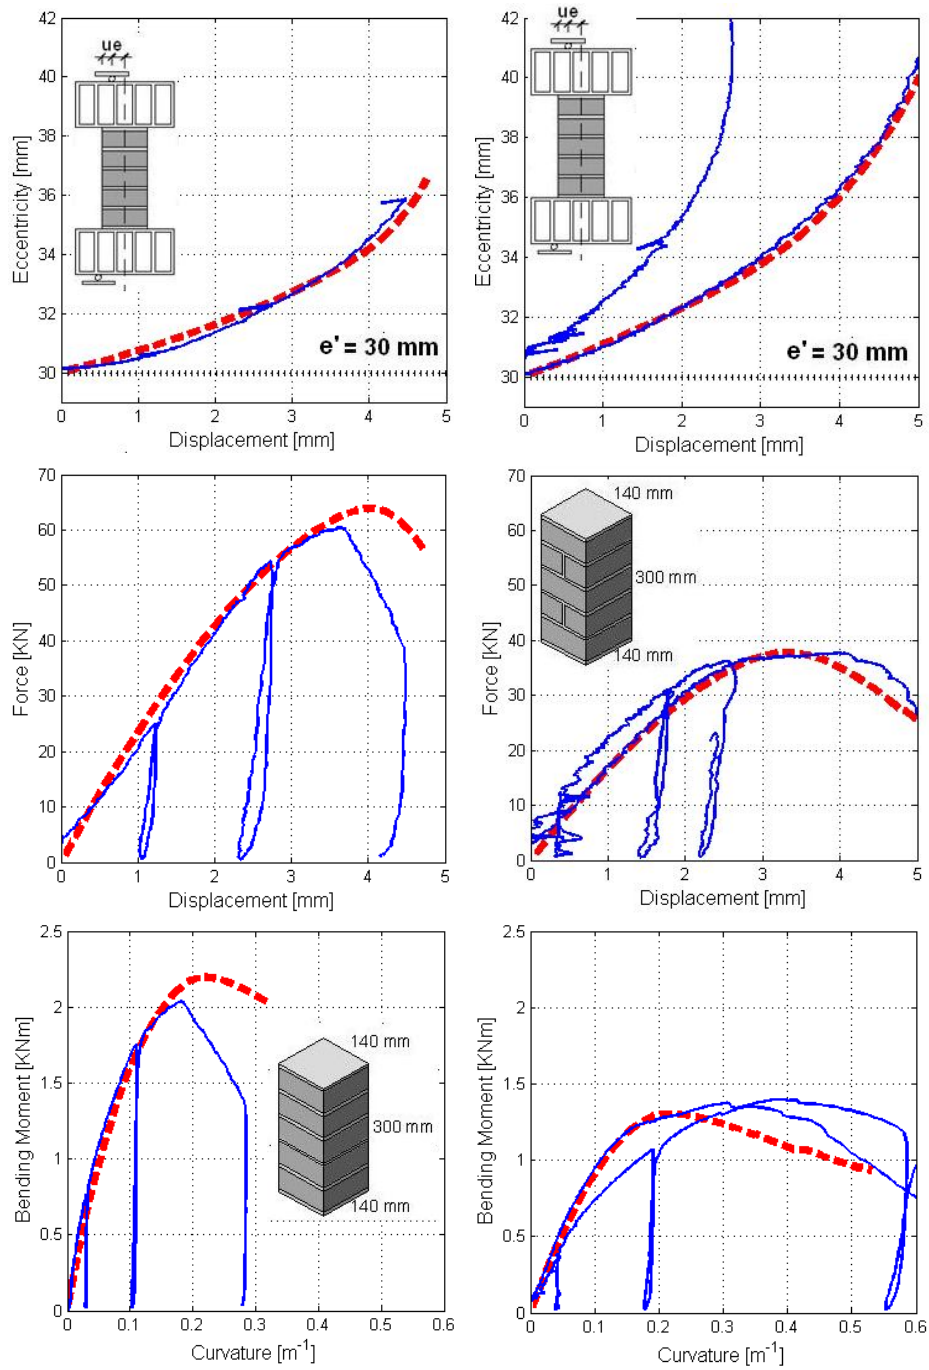 ue
42
40
38
36
34
32
30
Eccentricity [mm]
e' = 30 mm
0 1 2 3 4 5
Displacement [mm]
ue
42
40
38
36
34
32
30
Eccentricity [mm]
e' = 30 mm
0 1 2 3 4 5
Displacement [mm]
70
60
50
40
30
20
10
0
Force [KN]
0 1 2 3 4 5
Displacement [mm]
70
60
50
40
30
20
10
0
Force [KN]
140 mm
300 mm
140 mm
0 1 2 3 4 5
Displacement [mm]
2.5
2
1.5
1
0.5
0
Bending Moment [KNm]
140 mm
300 mm
140 mm
0 0.1 0.2 0.3 0.4 0.5 0.6
Curvature [m⁻¹]
2.5
2
1.5
1
0.5
0
Bending Moment [KNm]
0 0.1 0.2 0.3 0.4 0.5 0.6
Curvature [m⁻¹]